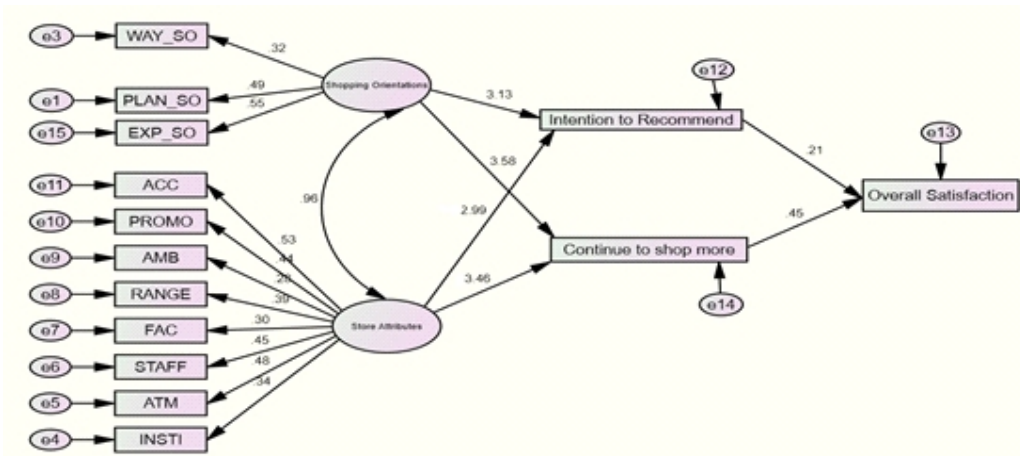 e3
WAY_SO
.32
e12
Shopping Orientations
.49
e1
PLAN_SO
.55
3.13
e15
EXP_SO
Intention to Recommend
e13
.21
3.58
e11
ACC
.96
Overall Satisfaction
e10
PROMO
2.99
.45
.53
e9
AMB
.44
Continue to shop more
.28
e8
RANGE
.39
3.46
e14
.30
e7
FAC
Store Attributes
.45
e6
STAFF
.48
.34
e5
ATM
e4
INSTI